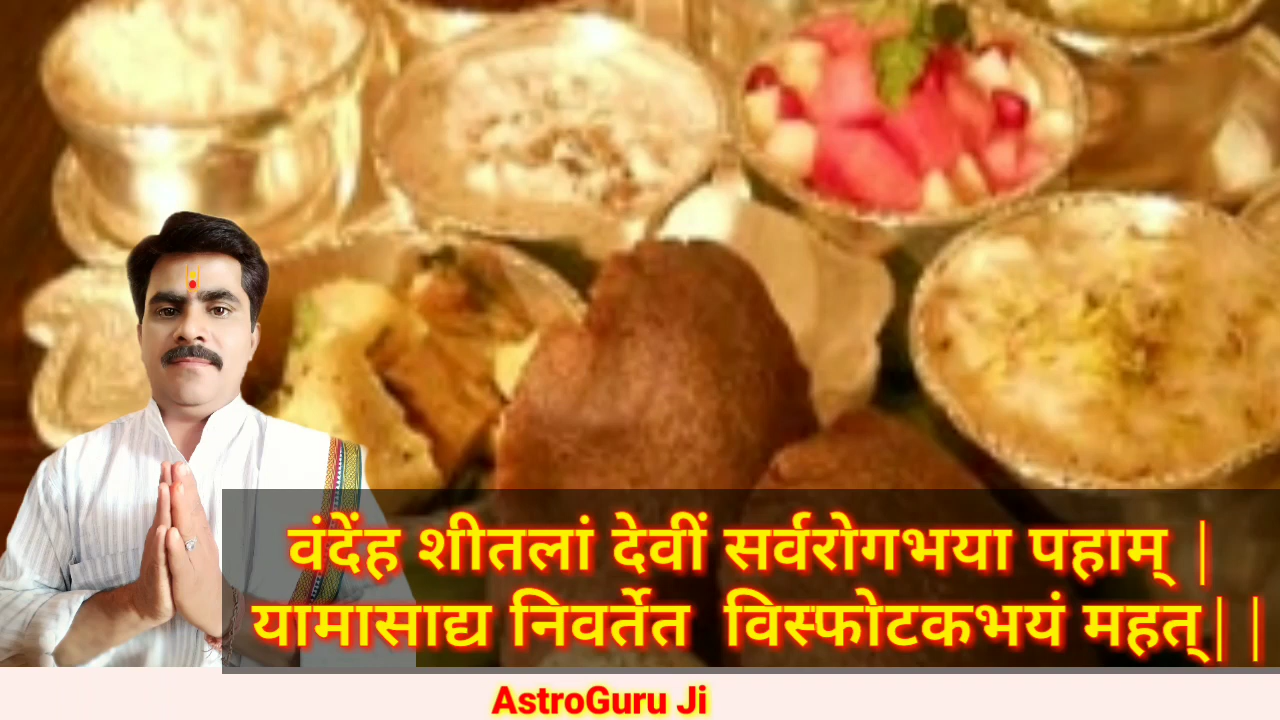 वंदेंह शीतलां देवीं सर्वरोगभया पहाम् |
यामासाद्य निवर्तेत विस्फोटकभयं महत्||
AstroGuru Ji